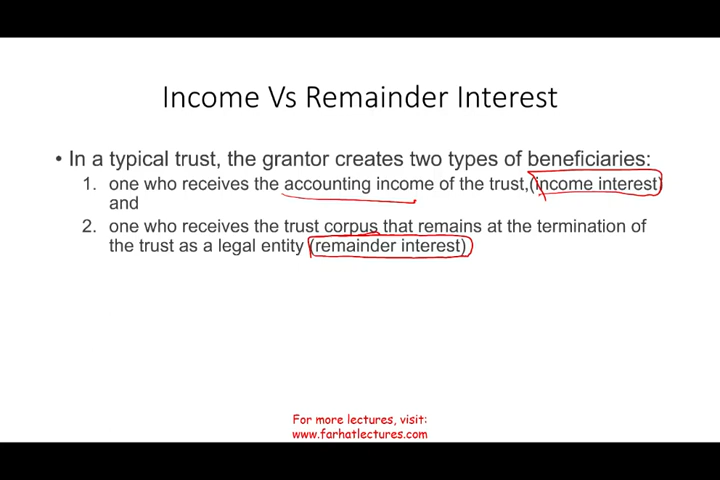 Income Vs Remainder Interest
• In a typical trust, the grantor creates two types of beneficiaries:
1. one who receives the accounting income of the trust,(income interest)
and
2. one who receives the trust corpus that remains at the termination of
the trust as a legal entity (remainder interest)
For more lectures, visit:
www.farhatlectures.com